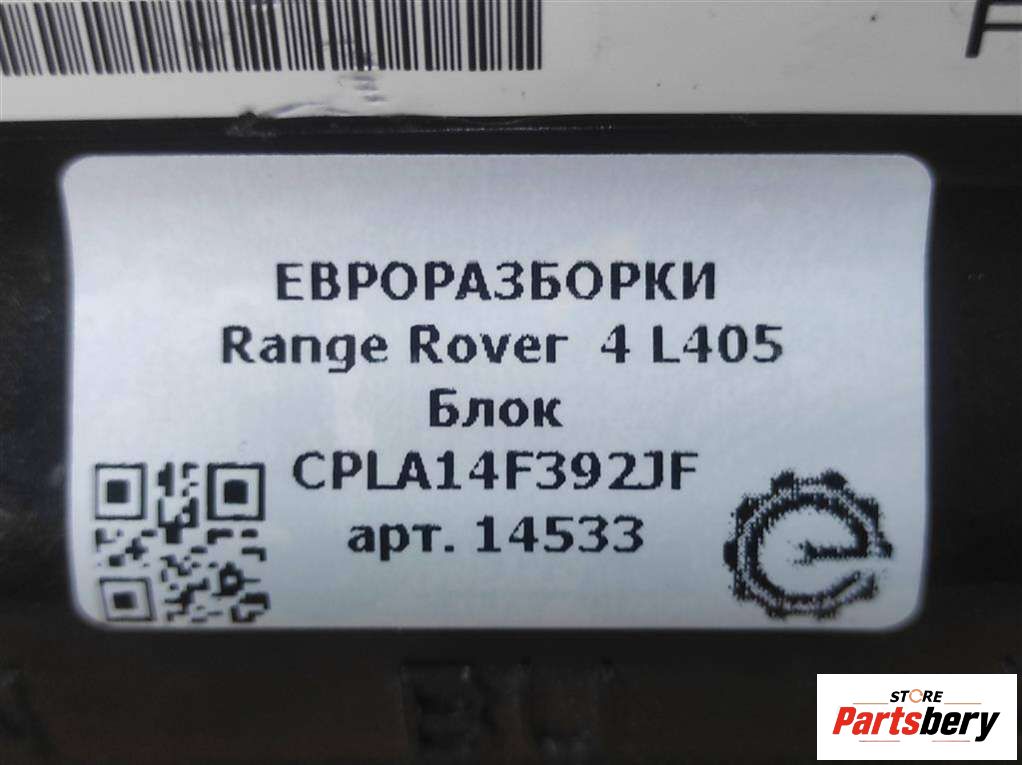 ЕВРОРАЗБОРКИ
Range Rover 4 L405
Блок
CPLA14F392JF
арт. 14533
STORE
Partsbery